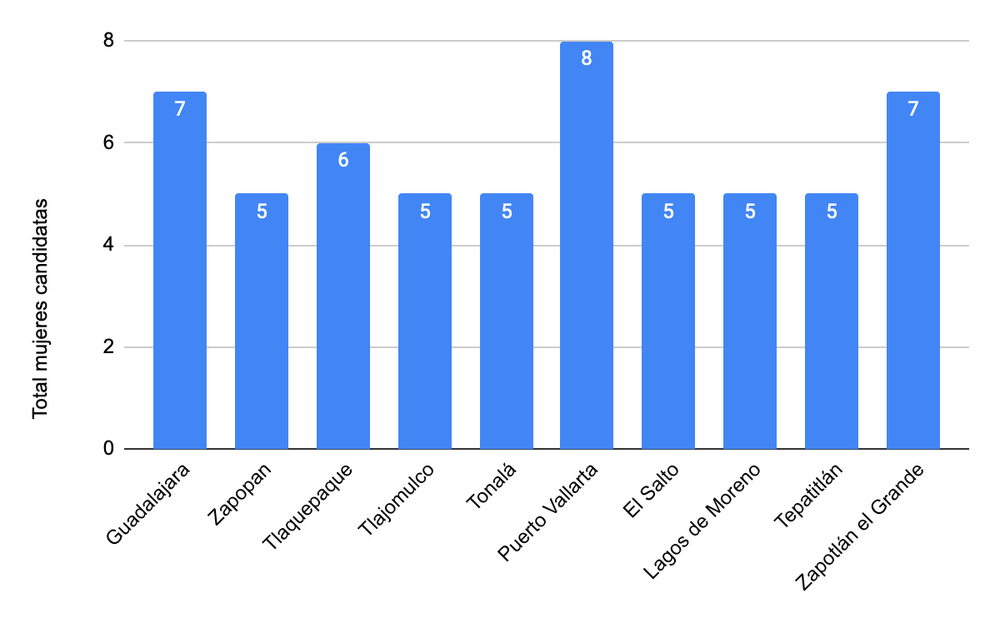 Total mujeres candidatas
8
6
4
2
0
7
5
6
5
5
8
5
5
5
7
Guadalajara
Zapopan
Tlaquepaque
Tlajomulco
Tonalá
Puerto Vallarta
El Salto
Lagos de Moreno
Tepatitlán
Zapotlán el Grande